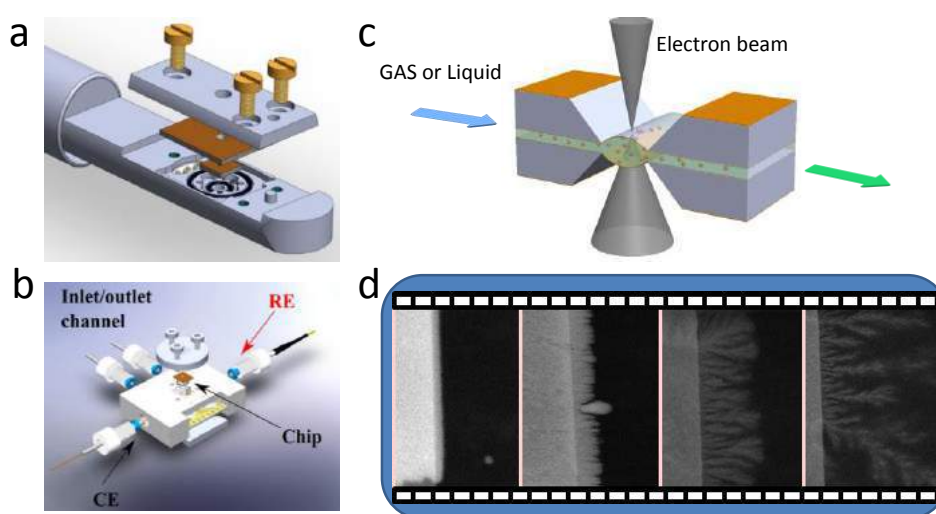 a
c
Electron beam
GAS or Liquid
b
Inlet/outlet
channel
RE
Chip
CE
d